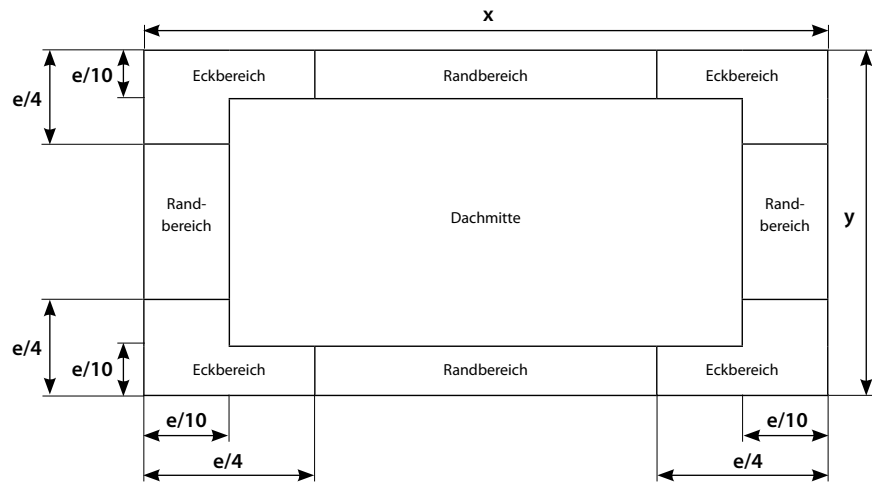 x
e/10
e/4
Eckbereich
Randbereich
Eckbereich
Rand-
bereich
Dachmitte
Rand-
bereich
y
e/4
e/10
Eckbereich
Randbereich
Eckbereich
e/10
e/10
e/4
e/4